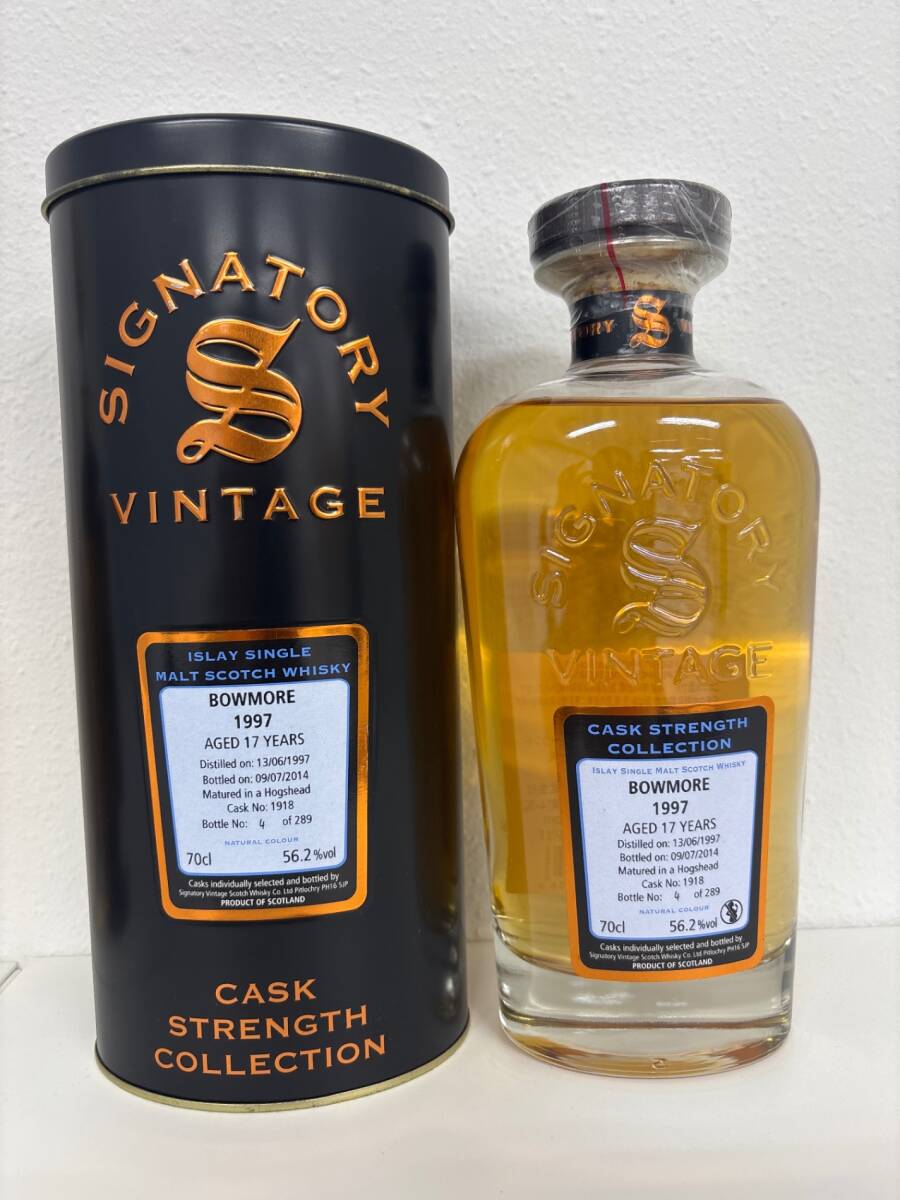 SIGNATORY
S
VINTAGE
ISLAY SINGLE
MALT SCOTCH WHISKY
BOWMORE
1997
AGED 17 YEARS
Distilled on: 13/06/1997
Bottled on: 09/07/2014
Matured in a Hogshead
Cask No: 1918
Bottle No: 4 of 289
NATURAL COLOUR
70cl 56.2%vol
Casks individually selected and bottled by
Signatory Vintage Scotch Whisky Co. Ltd Pitlochry PH16 5JP
PRODUCT OF SCOTLAND
CASK
STRENGTH
COLLECTION
TORY S V
SIGNATORY
S
VINTAGE
CASK STRENGTH
COLLECTION
ISLAY SINGLE MALT SCOTCH WHISKY
BOWMORE
1997
AGED 17 YEARS
Distilled on: 13/06/1997
Bottled on: 09/07/2014
Matured in a Hogshead
Cask No: 1918
Bottle No: 4 of 289
NATURAL COLOUR
70cl 56.2%vol
Casks individually selected and bottled by
Signatory Vintage Scotch Whisky Co. Ltd Pitlochry PH16 5JP
PRODUCT OF SCOTLAND